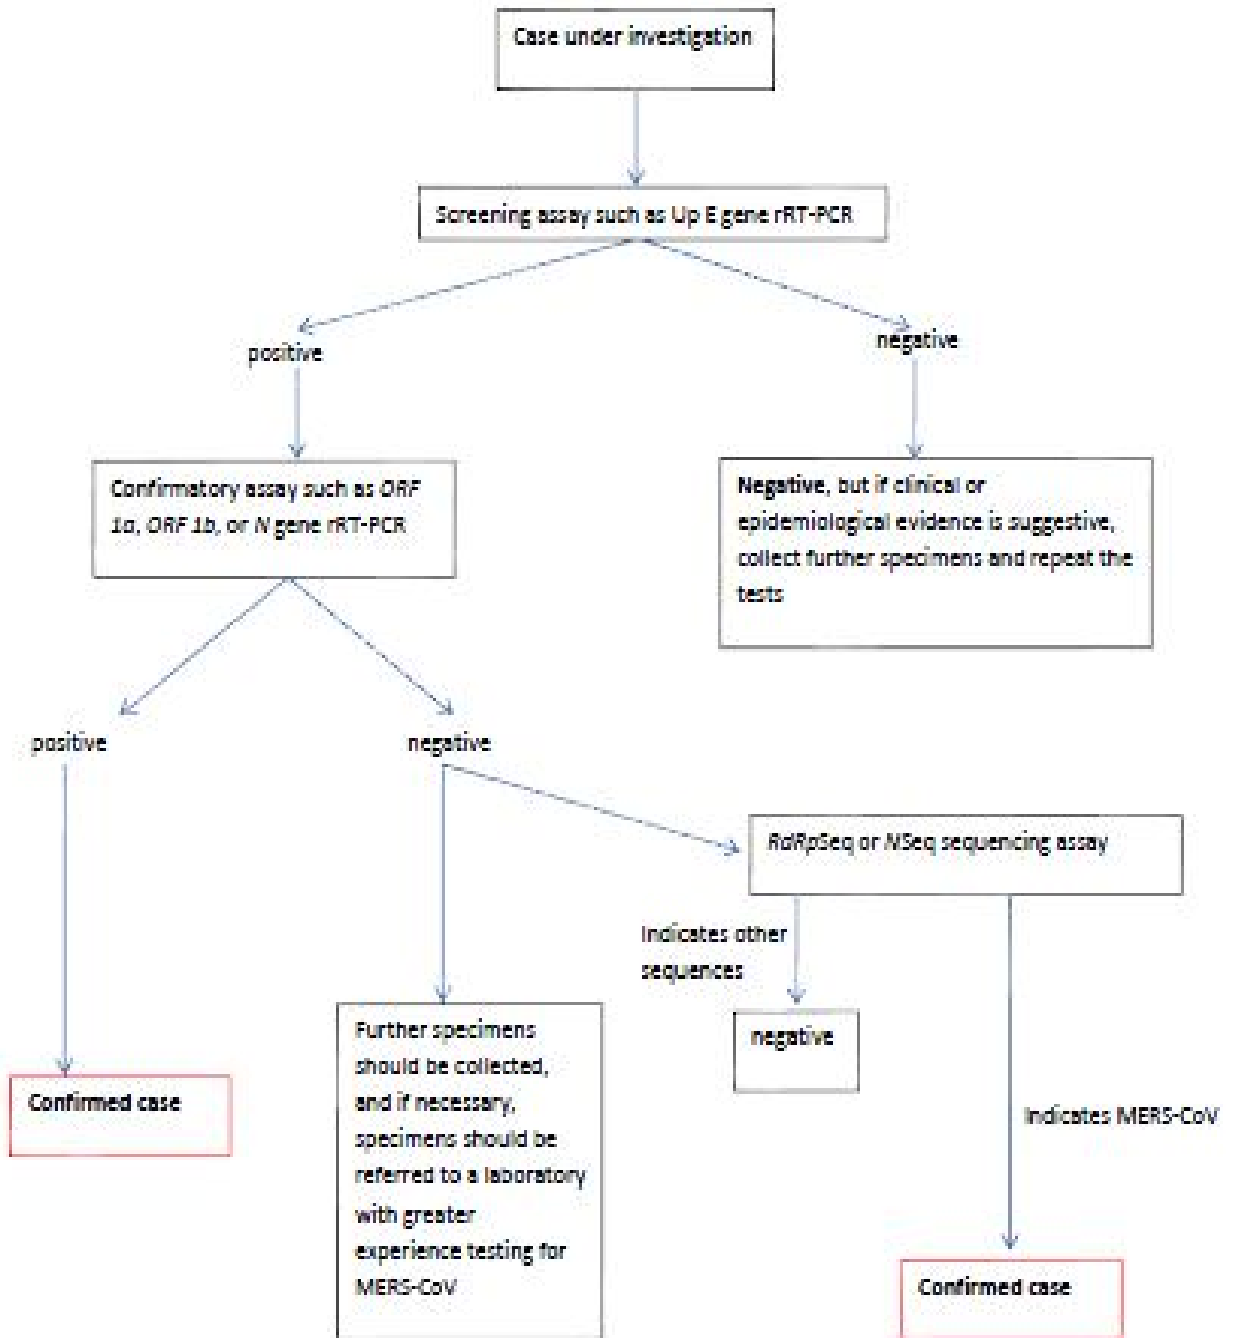 Case under investigation
Screening assay such as Up E gene rRT-PCR
positive
negative
Confirmatory assay such as ORF
1a, ORF 1b, or N gene rRT-PCR
Negative, but if clinical or
epidemiological evidence is suggestive,
collect further specimens and repeat the
tests
positive
negative
RdRpSeq or NSeq sequencing assay
Indicates other
sequences
negative
Further specimens
should be collected,
and if necessary,
specimens should be
referred to a laboratory
with greater
experience testing for
MERS-CoV
Confirmed case
Indicates MERS-CoV
Confirmed case